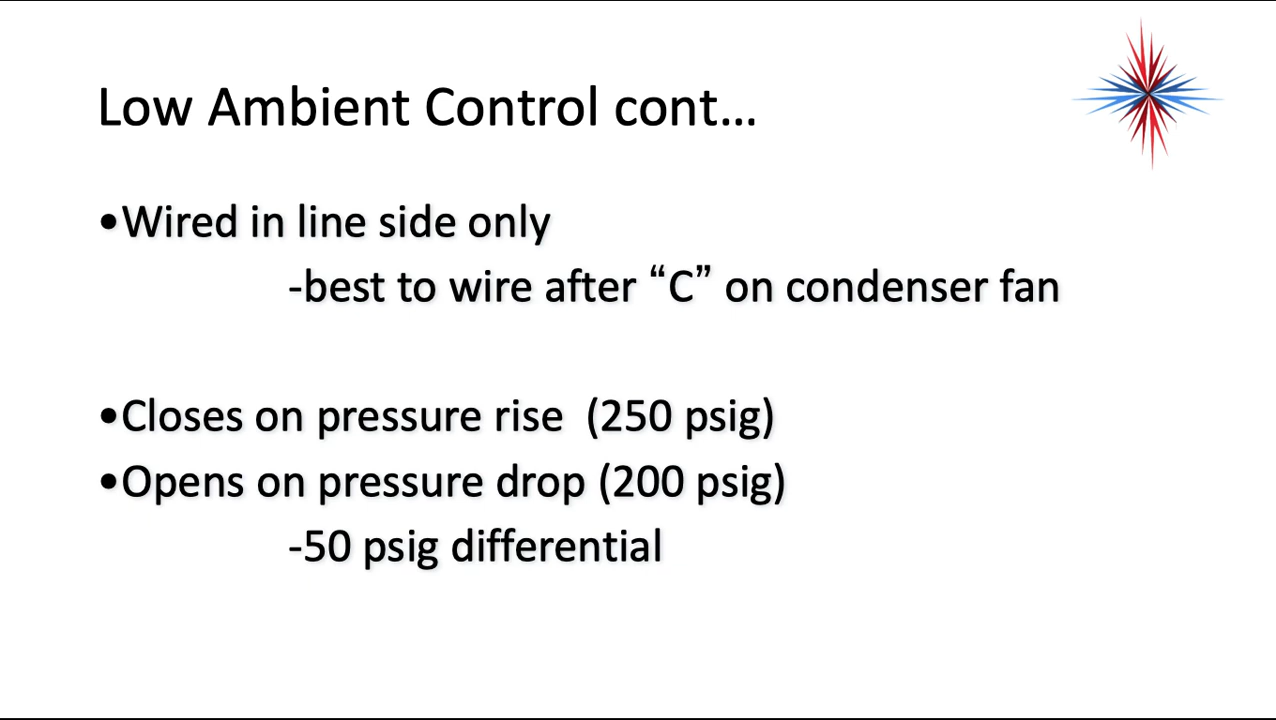 Low Ambient Control cont...
•Wired in line side only
-best to wire after “C” on condenser fan
•Closes on pressure rise (250 psig)
•Opens on pressure drop (200 psig)
-50 psig differential